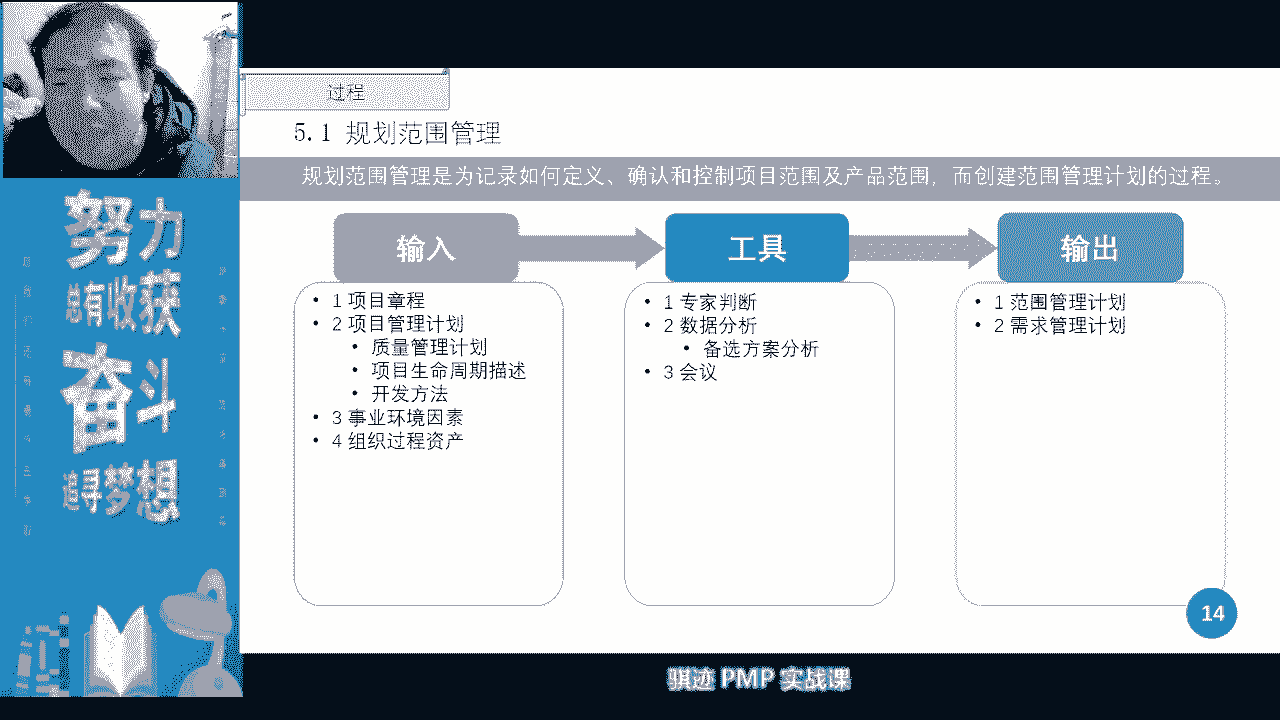 过程
5.1 规划范围管理
规划范围管理是为记录如何定义、确认和控制项目范围及产品范围，而创建范围管理计划的过程。
输入
• 1 项目章程
• 2 项目管理计划
• 质量管理计划
• 项目生命周期描述
• 开发方法
• 3 事业环境因素
• 4 组织过程资产
工具
• 1 专家判断
• 2 数据分析
• 备选方案分析
• 3 会议
输出
• 1 范围管理计划
• 2 需求管理计划
14
努力
总有收获
奋斗
追寻梦想
骐迹 PMP 实战课